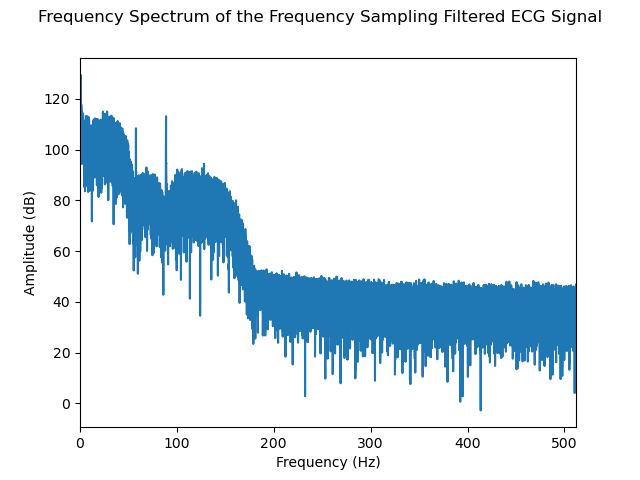 Frequency Spectrum of the Frequency Sampling Filtered ECG Signal
120
100
80
60
40
20
0
Amplitude (dB)
0 100 200 300 400 500
Frequency (Hz)